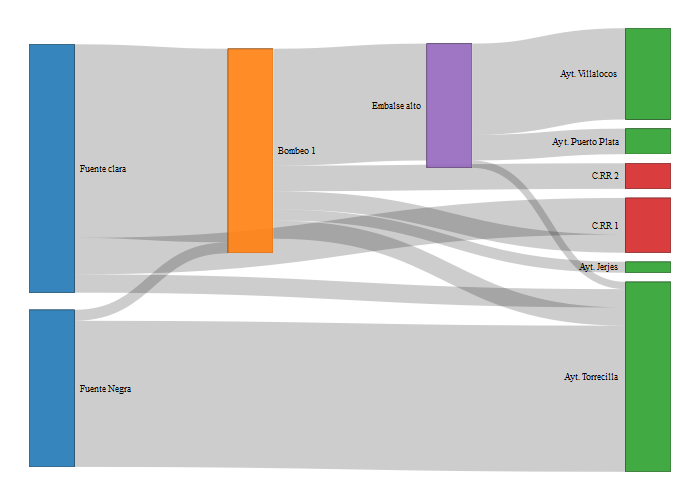 Ayt. Villalocos
Embalse alto
Ayt. Puerto Plata
Bombeo 1
Fuente clara
C.RR 2
C.RR 1
Ayt. Jerjes
Ayt. Torrecilla
Fuente Negra